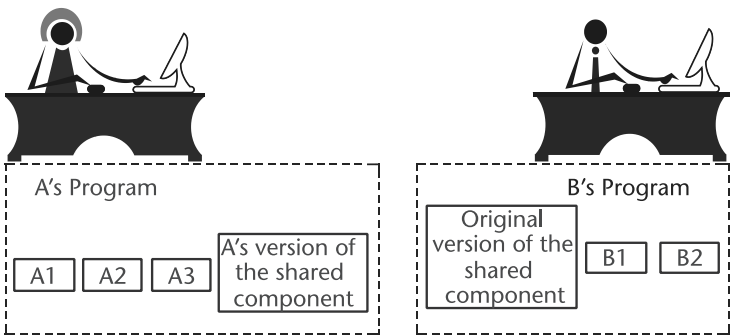 A's Program
A1
A2
A3
A's version of
the shared
component
B's Program
Original
version of the
shared
component
B1
B2